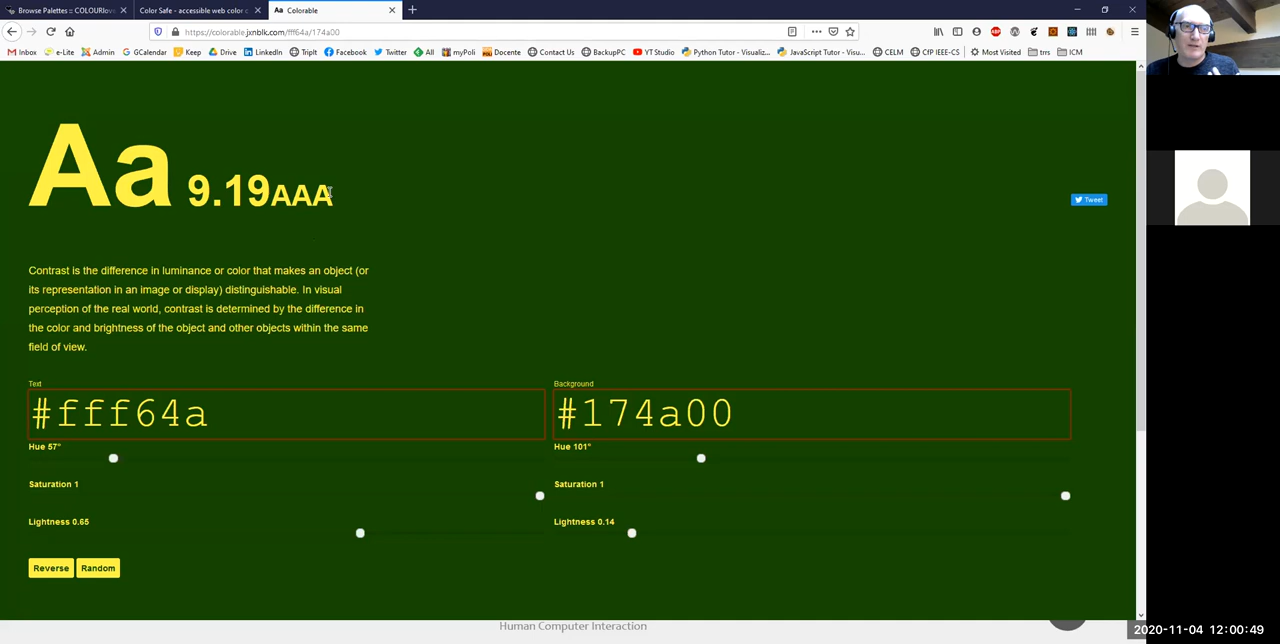 Browse Palettes :: COLOURlov
Color Safe - accessible web color c
Aa Colorable
https://colorable.jxnblk.com/fff64a/174a00
Inbox
e-Lite
Admin
GCalendar
Keep
Drive
LinkedIn
TripIt
Facebook
Twitter
All
myPoli
Docente
Contact Us
BackupPC
YT Studio
Python Tutor - Visualiz...
JavaScript Tutor - Visu...
CELM
CfP IEEE-CS
Most Visited
trrs
ICM
Aa 9.19AAA
Tweet
Contrast is the difference in luminance or color that makes an object (or
its representation in an image or display) distinguishable. In visual
perception of the real world, contrast is determined by the difference in
the color and brightness of the object and other objects within the same
field of view.
Text
#fff64a
Hue 57°
Saturation 1
Lightness 0.65
Background
#174a00
Hue 101°
Saturation 1
Lightness 0.14
Reverse
Random
Human Computer Interaction
2020-11-04 12:00:49